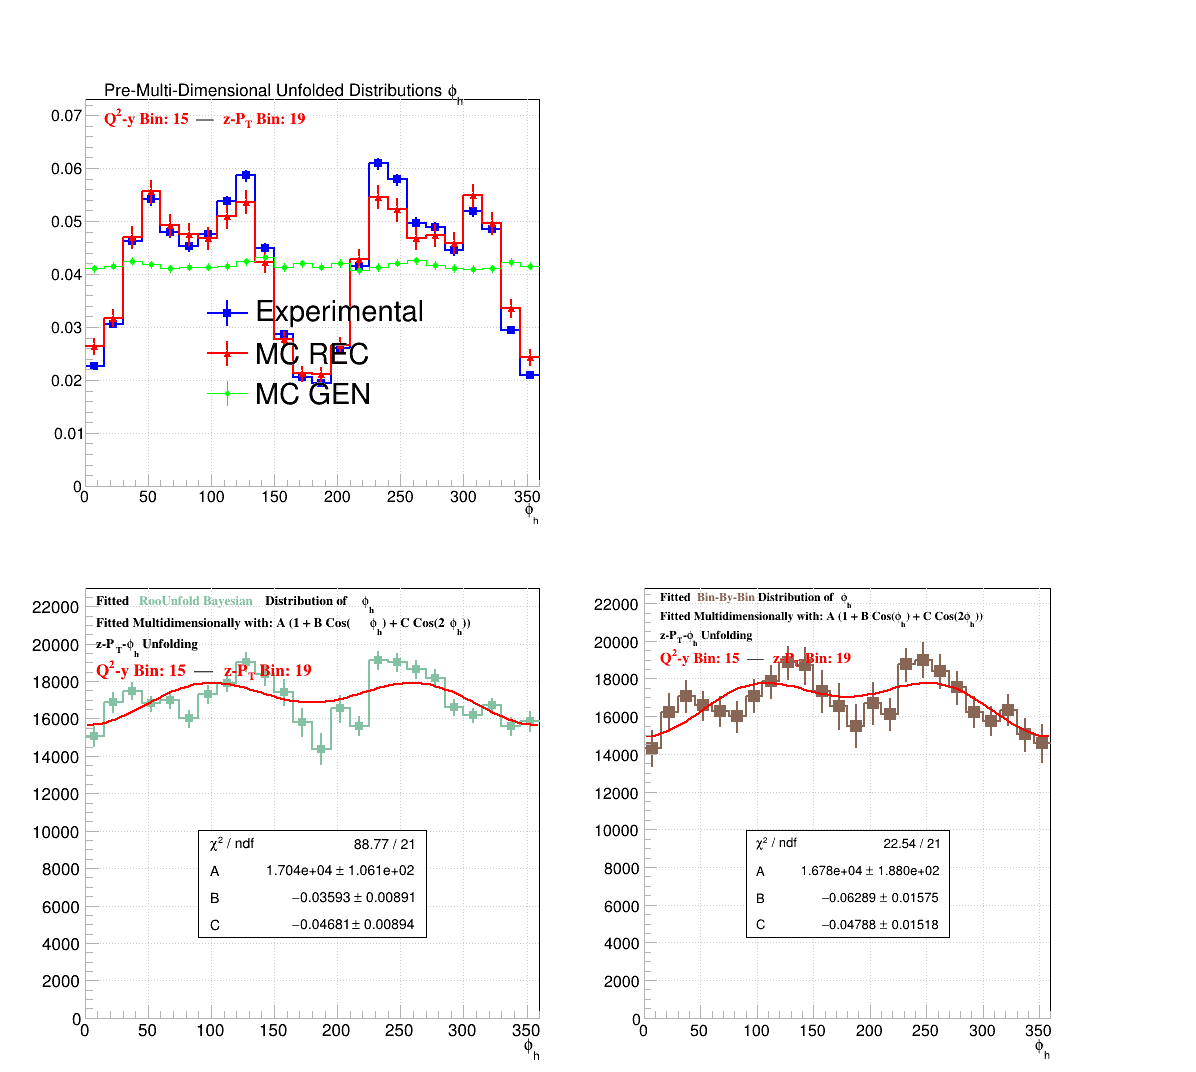 Pre-Multi-Dimensional Unfolded Distributions ϕh
Q2-y Bin: 15 — z-PT Bin: 19
0.07
0.06
0.05
0.04
0.03
0.02
0.01
0
Experimental
MC REC
MC GEN
0 50 100 150 200 250 300 350
ϕh
Fitted RooUnfold Bayesian Distribution of ϕh
Fitted Multidimensionally with: A (1 + B Cos( ϕh) + C Cos(2 ϕh))
z-PT-ϕh Unfolding
Q2-y Bin: 15 — z-PT Bin: 19
22000
20000
18000
16000
14000
12000
10000
8000
6000
4000
2000
0
χ2 / ndf 88.77 / 21
A 1.704e+04 ± 1.061e+02
B −0.03593 ± 0.00891
C −0.04681 ± 0.00894
0 50 100 150 200 250 300 350
ϕh
Fitted Bin-By-Bin Distribution of ϕh
Fitted Multidimensionally with: A (1 + B Cos(ϕh) + C Cos(2ϕh))
z-PT-ϕh Unfolding
Q2-y Bin: 15 — z-PT Bin: 19
22000
20000
18000
16000
14000
12000
10000
8000
6000
4000
2000
0
χ2 / ndf 22.54 / 21
A 1.678e+04 ± 1.880e+02
B −0.06289 ± 0.01575
C −0.04788 ± 0.01518
0 50 100 150 200 250 300 350
ϕh